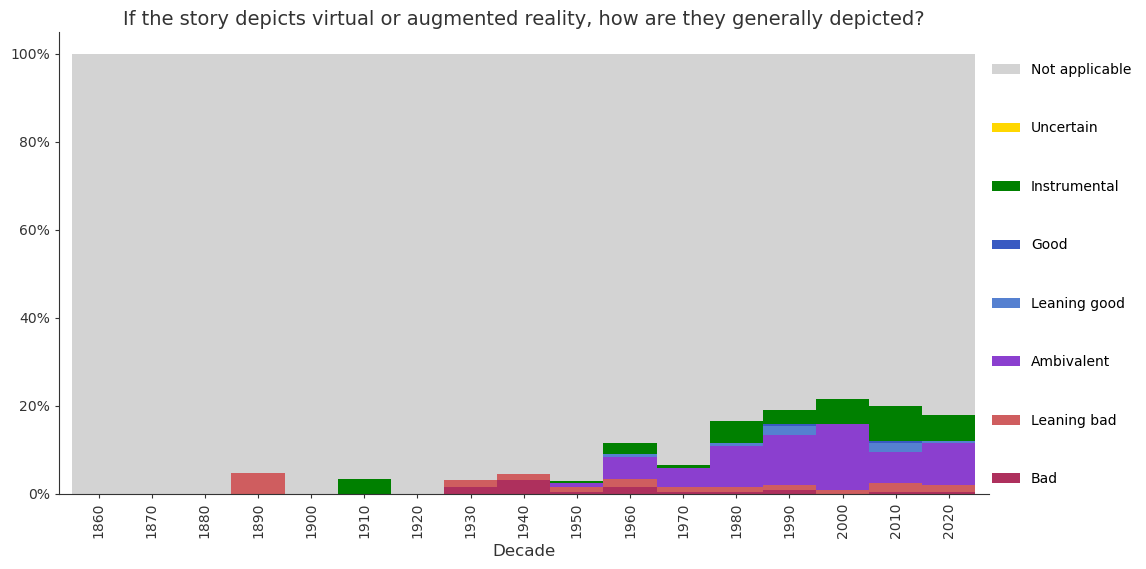 If the story depicts virtual or augmented reality, how are they generally depicted?
100%
80%
60%
40%
20%
0%
1860
1870
1880
1890
1900
1910
1920
1930
1940
1950
1960
1970
1980
1990
2000
2010
2020
Decade
Not applicable
Uncertain
Instrumental
Good
Leaning good
Ambivalent
Leaning bad
Bad